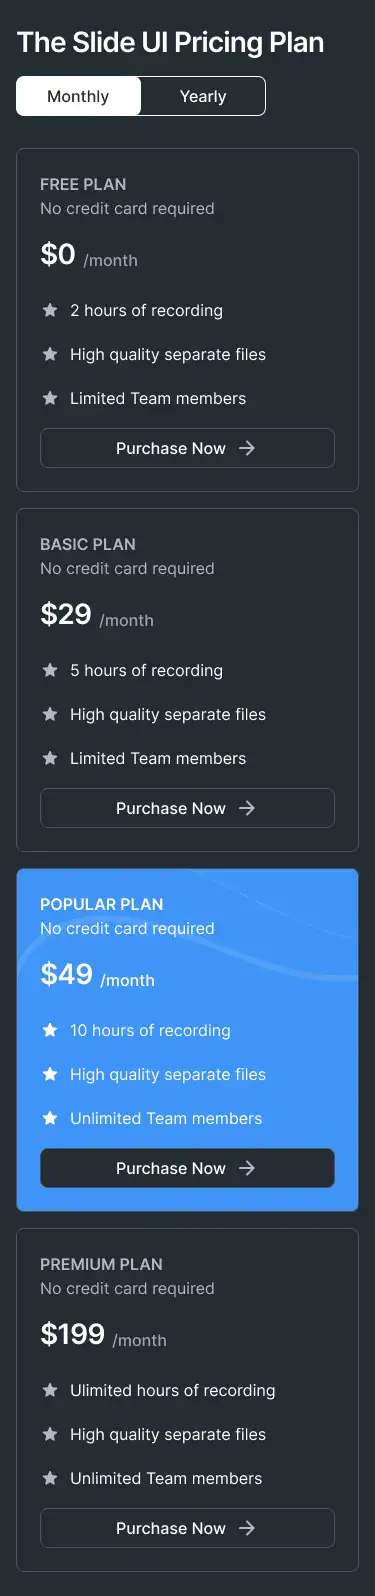 The Slide UI Pricing Plan
Monthly Yearly
FREE PLAN
No credit card required
$0 /month
2 hours of recording
High quality separate files
Limited Team members
Purchase Now
BASIC PLAN
No credit card required
$29 /month
5 hours of recording
High quality separate files
Limited Team members
Purchase Now
POPULAR PLAN
No credit card required
$49 /month
10 hours of recording
High quality separate files
Unlimited Team members
Purchase Now
PREMIUM PLAN
No credit card required
$199 /month
Ulimited hours of recording
High quality separate files
Unlimited Team members
Purchase Now